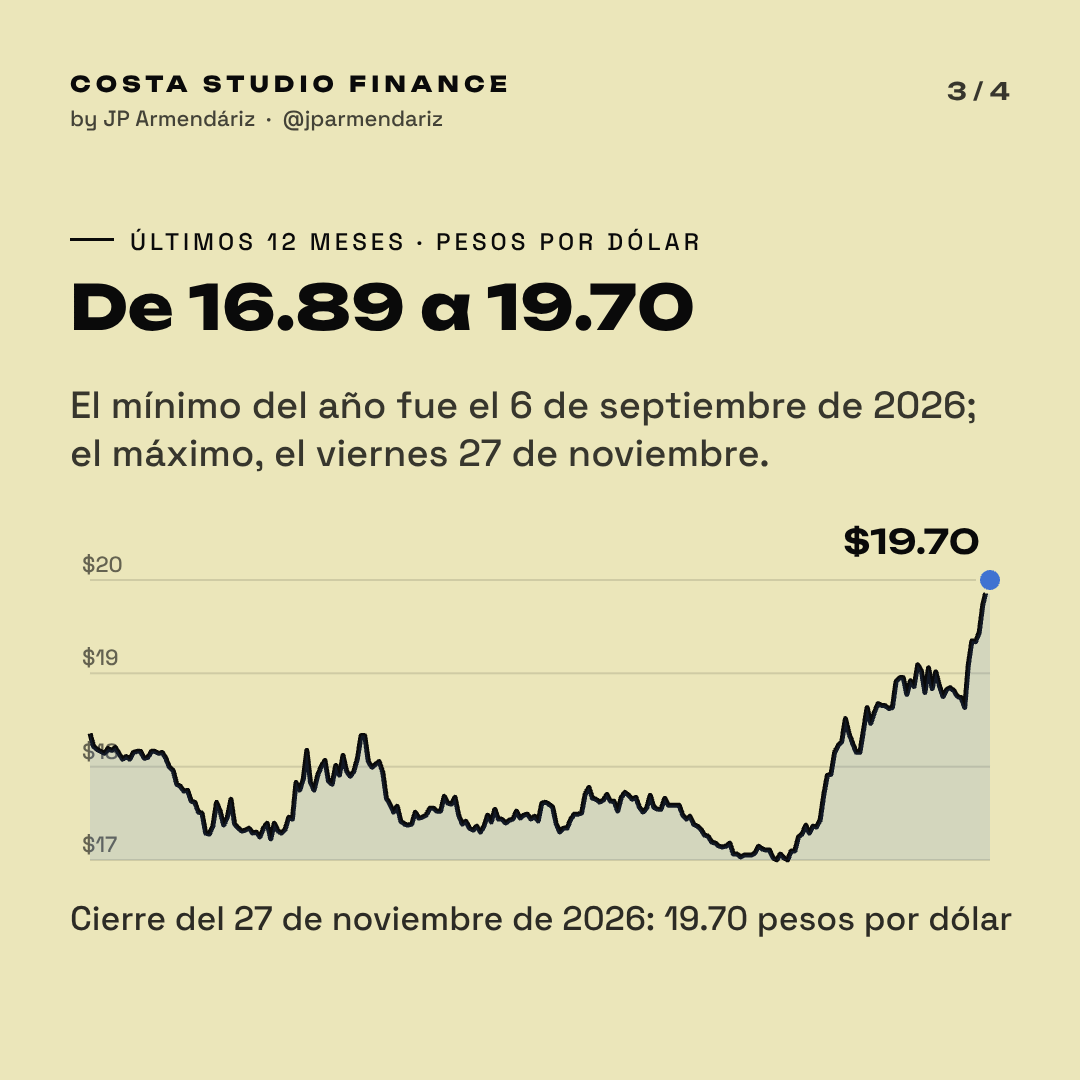 COSTA STUDIO FINANCE
by JP Armendáriz · @jparmendariz
3 / 4
ÚLTIMOS 12 MESES · PESOS POR DÓLAR
De 16.89 a 19.70
El mínimo del año fue el 6 de septiembre de 2026;
el máximo, el viernes 27 de noviembre.
$19.70
$20
$19
$18
$17
Cierre del 27 de noviembre de 2026: 19.70 pesos por dólar